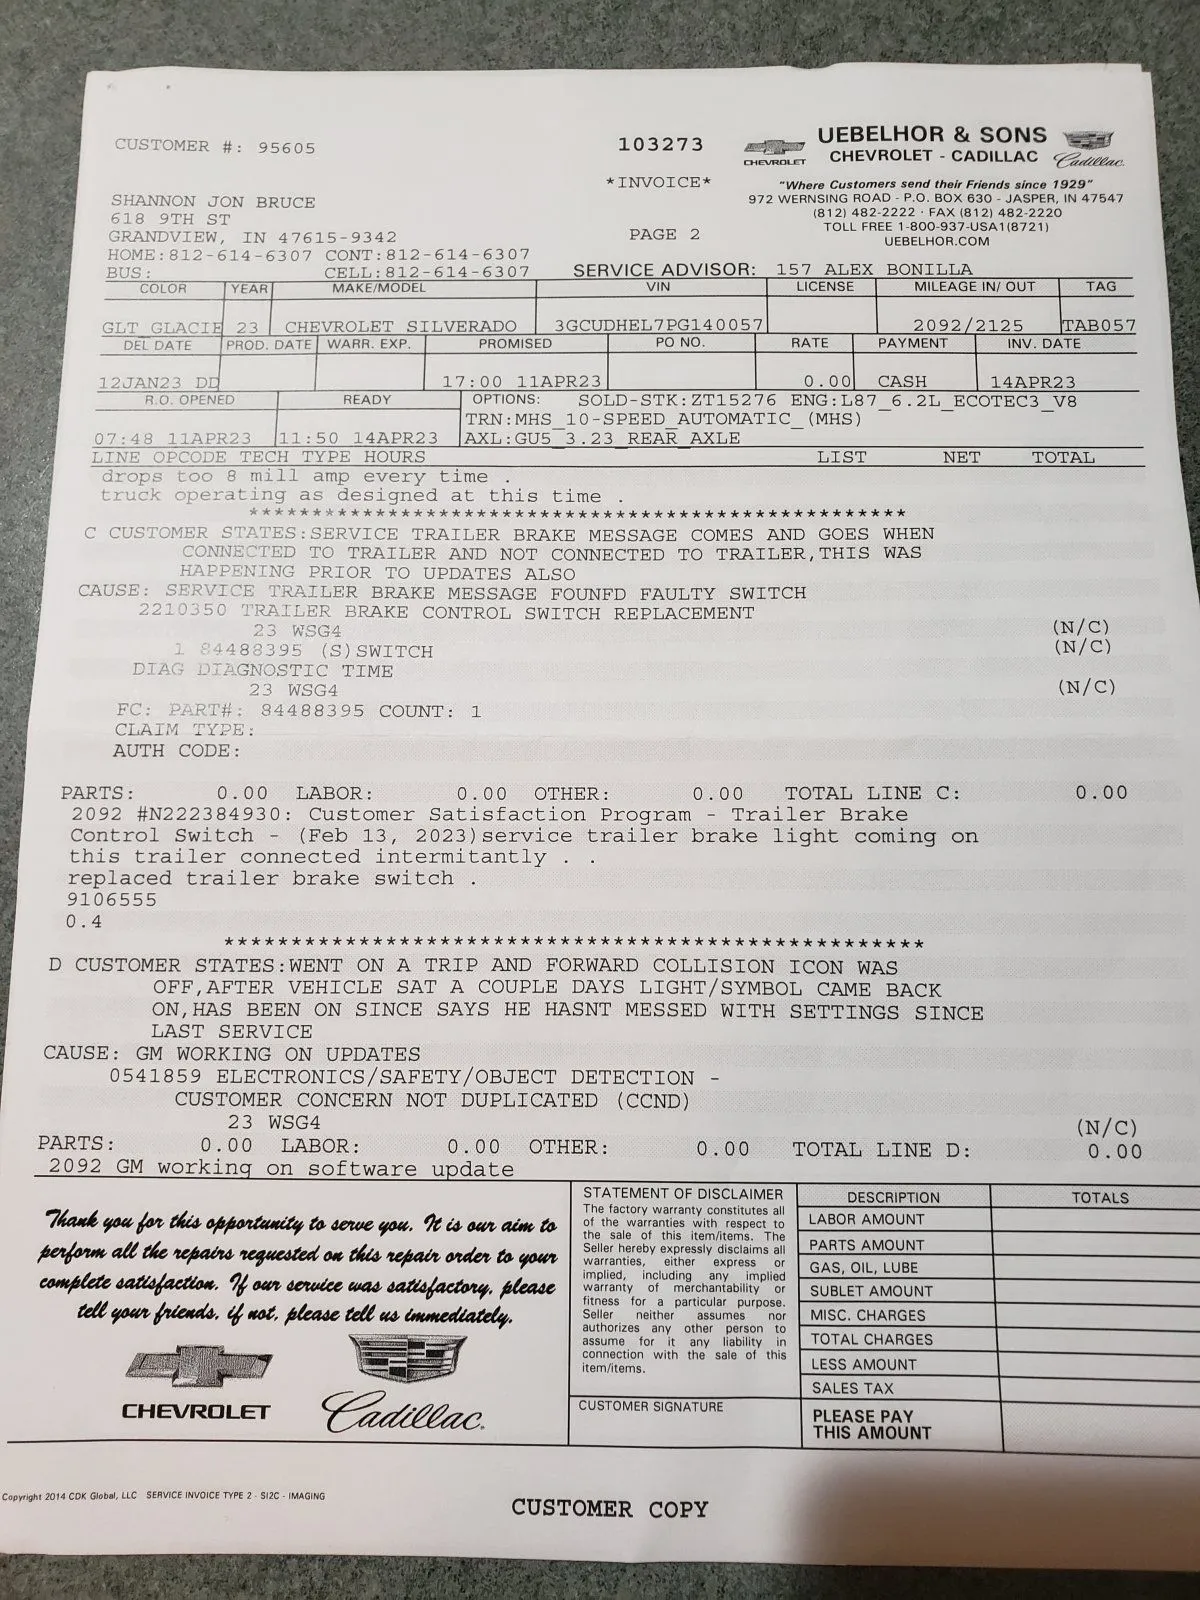 CUSTOMER #: 95605
103273
*INVOICE*
CHEVROLET
UEBELHOR & SONS
CHEVROLET - CADILLAC
Cadillac.
"Where Customers send their Friends since 1929"
972 WERNSING ROAD - P.O. BOX 630 - JASPER, IN 47547
(812) 482-2222 · FAX (812) 482-2220
TOLL FREE 1-800-937-USA1(8721)
UEBELHOR.COM
SHANNON JON BRUCE
618 9TH ST
GRANDVIEW, IN 47615-9342
PAGE 2
HOME:812-614-6307 CONT:812-614-6307
BUS: CELL:812-614-6307
SERVICE ADVISOR: 157 ALEX BONILLA
COLOR YEAR MAKE/MODEL VIN LICENSE MILEAGE IN/ OUT TAG
GLT GLACIE 23 CHEVROLET SILVERADO 3GCUDHEL7PG140057 2092/2125 TAB057
DEL DATE PROD. DATE WARR. EXP. PROMISED PO NO. RATE PAYMENT INV. DATE
12JAN23 DD 17:00 11APR23 0.00 CASH 14APR23
R.O. OPENED READY OPTIONS: SOLD-STK:ZT15276 ENG:L87_6.2L_ECOTEC3_V8
TRN:MHS_10-SPEED_AUTOMATIC_(MHS)
07:48 11APR23 11:50 14APR23 AXL:GU5_3.23_REAR_AXLE
LINE OPCODE TECH TYPE HOURS LIST NET TOTAL
drops too 8 mill amp every time .
truck operating as designed at this time .
****************************************************
C CUSTOMER STATES:SERVICE TRAILER BRAKE MESSAGE COMES AND GOES WHEN
CONNECTED TO TRAILER AND NOT CONNECTED TO TRAILER,THIS WAS
HAPPENING PRIOR TO UPDATES ALSO
CAUSE: SERVICE TRAILER BRAKE MESSAGE FOUNFD FAULTY SWITCH
2210350 TRAILER BRAKE CONTROL SWITCH REPLACEMENT
23 WSG4 (N/C)
1 84488395 (S)SWITCH (N/C)
DIAG DIAGNOSTIC TIME
23 WSG4 (N/C)
FC: PART#: 84488395 COUNT: 1
CLAIM TYPE:
AUTH CODE:
PARTS: 0.00 LABOR: 0.00 OTHER: 0.00 TOTAL LINE C: 0.00
2092 #N222384930: Customer Satisfaction Program - Trailer Brake
Control Switch - (Feb 13, 2023)service trailer brake light coming on
this trailer connected intermitantly . .
replaced trailer brake switch .
9106555
0.4
****************************************************
D CUSTOMER STATES:WENT ON A TRIP AND FORWARD COLLISION ICON WAS
OFF,AFTER VEHICLE SAT A COUPLE DAYS LIGHT/SYMBOL CAME BACK
ON,HAS BEEN ON SINCE SAYS HE HASNT MESSED WITH SETTINGS SINCE
LAST SERVICE
CAUSE: GM WORKING ON UPDATES
0541859 ELECTRONICS/SAFETY/OBJECT DETECTION -
CUSTOMER CONCERN NOT DUPLICATED (CCND)
23 WSG4 (N/C)
PARTS: 0.00 LABOR: 0.00 OTHER: 0.00 TOTAL LINE D: 0.00
2092 GM working on software update
Thank you for this opportunity to serve you. It is our aim to
perform all the repairs requested on this repair order to your
complete satisfaction. If our service was satisfactory, please
tell your friends, if not, please tell us immediately.
CHEVROLET
Cadillac.
STATEMENT OF DISCLAIMER
The factory warranty constitutes all
of the warranties with respect to
the sale of this item/items. The
Seller hereby expressly disclaims all
warranties, either express or
implied, including any implied
warranty of merchantability or
fitness for a particular purpose.
Seller neither assumes nor
authorizes any other person to
assume for it any liability in
connection with the sale of this
item/items.
CUSTOMER SIGNATURE
DESCRIPTION TOTALS
LABOR AMOUNT
PARTS AMOUNT
GAS, OIL, LUBE
SUBLET AMOUNT
MISC. CHARGES
TOTAL CHARGES
LESS AMOUNT
SALES TAX
PLEASE PAY
THIS AMOUNT
Copyright 2014 CDK Global, LLC SERVICE INVOICE TYPE 2 - SI2C - IMAGING
CUSTOMER COPY